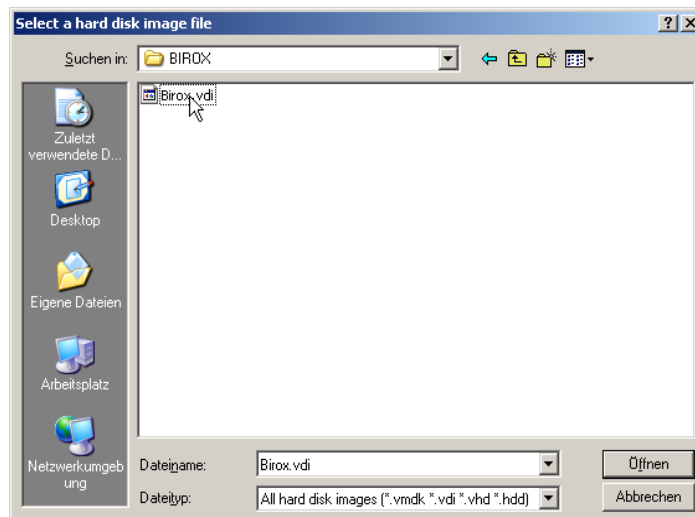 Select a hard disk image file
Suchen in: BIROX
Birox.vdi
Zuletzt
verwendete D...
Desktop
Eigene Dateien
Arbeitsplatz
Netzwerkumgeb
ung
Dateiname: Birox.vdi Öffnen
Dateityp: All hard disk images (*.vmdk *.vdi *.vhd *.hdd) Abbrechen